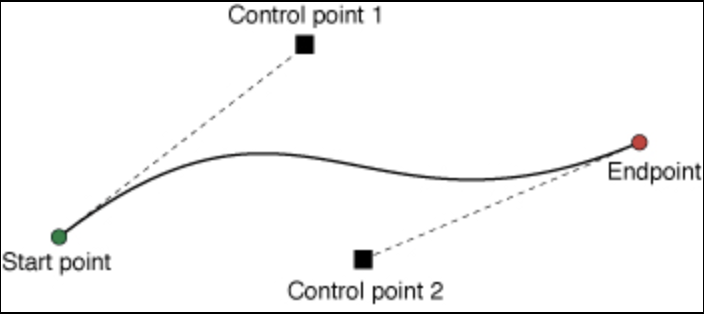 Control point 1
Endpoint
Start point
Control point 2